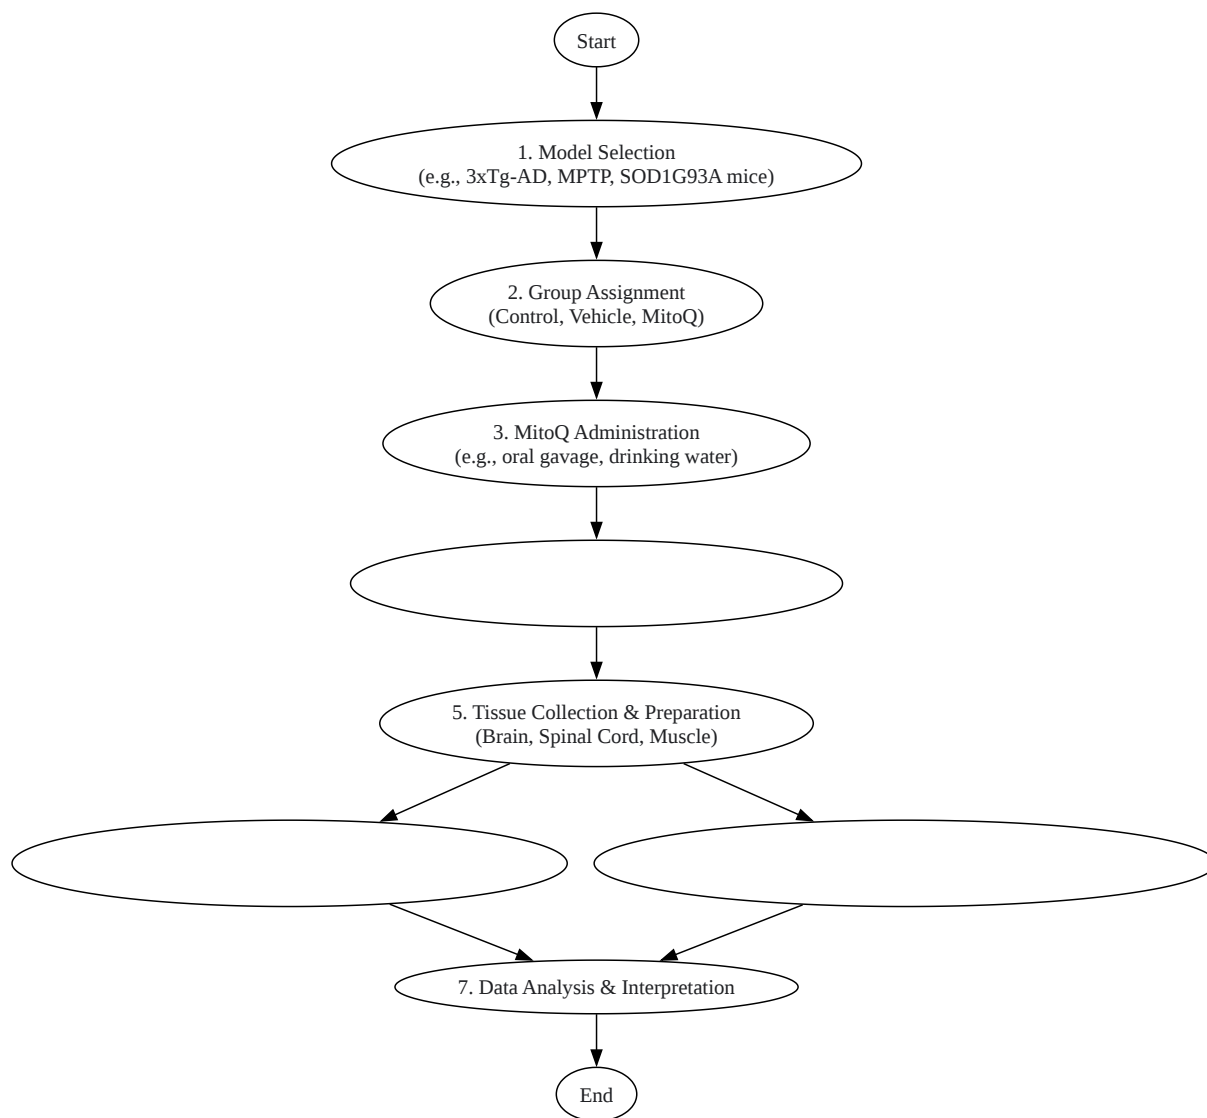 Start
1. Model Selection
(e.g., 3xTg-AD, MPTP, SOD1G93A mice)
2. Group Assignment
(Control, Vehicle, MitoQ)
3. MitoQ Administration
(e.g., oral gavage, drinking water)
5. Tissue Collection & Preparation
(Brain, Spinal Cord, Muscle)
7. Data Analysis & Interpretation
End